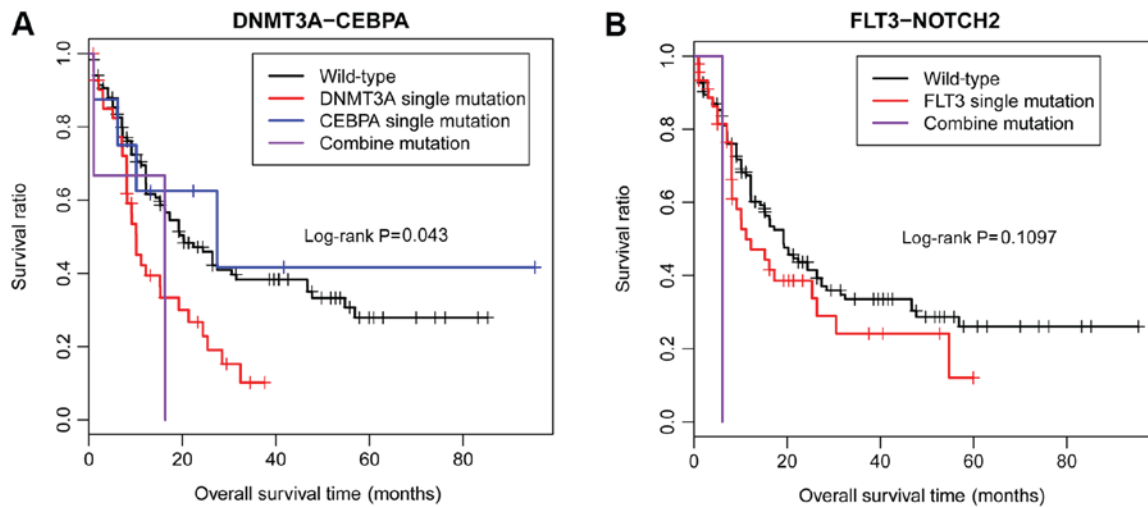 A
DNMT3A−CEBPA
Survival ratio
1.0
0.8
0.6
0.4
0.2
0.0
Wild-type
DNMT3A single mutation
CEBPA single mutation
Combine mutation
Log-rank P=0.043
0 20 40 60 80
Overall survival time (months)
B
FLT3−NOTCH2
Survival ratio
1.0
0.8
0.6
0.4
0.2
0.0
Wild-type
FLT3 single mutation
Combine mutation
Log-rank P=0.1097
0 20 40 60 80
Overall survival time (months)